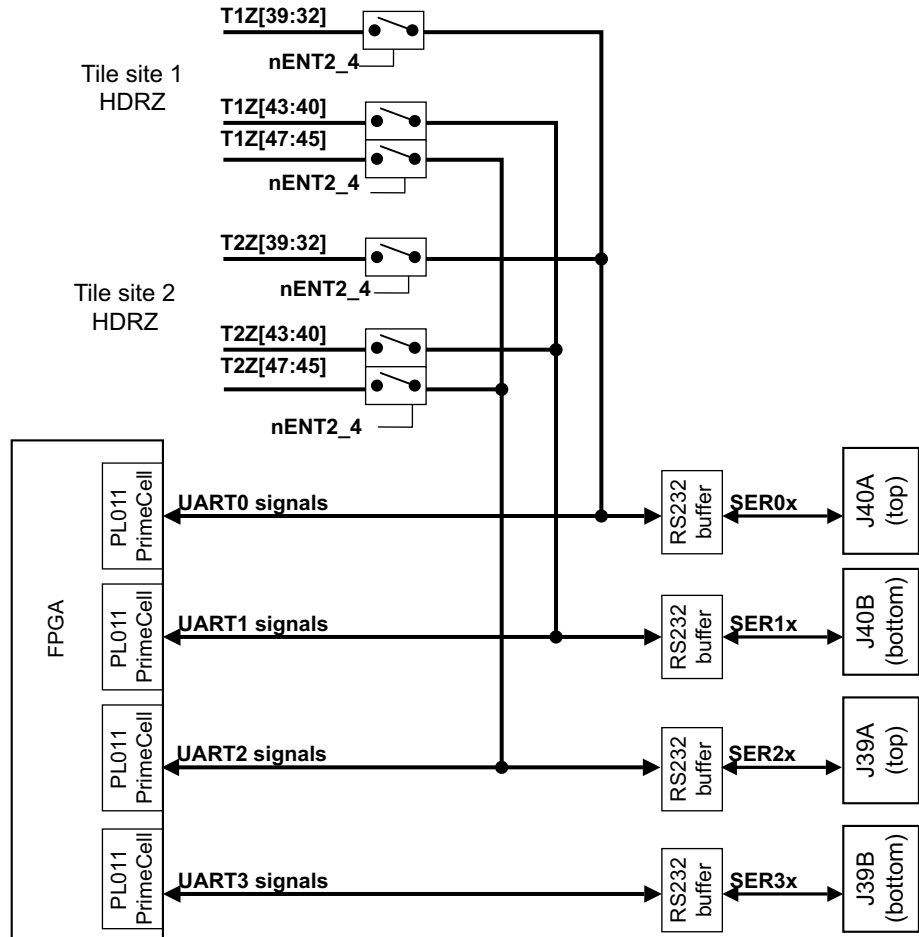 T1Z[39:32]
nENT2_4
Tile site 1
HDRZ
T1Z[43:40]
T1Z[47:45]
nENT2_4
T2Z[39:32]
nENT2_4
Tile site 2
HDRZ
T2Z[43:40]
T2Z[47:45]
nENT2_4
FPGA
PL011
PrimeCell
UART0 signals
RS232
buffer
SER0x
J40A
(top)
PL011
PrimeCell
UART1 signals
RS232
buffer
SER1x
J40B
(bottom)
PL011
PrimeCell
UART2 signals
RS232
buffer
SER2x
J39A
(top)
PL011
PrimeCell
UART3 signals
RS232
buffer
SER3x
J39B
(bottom)